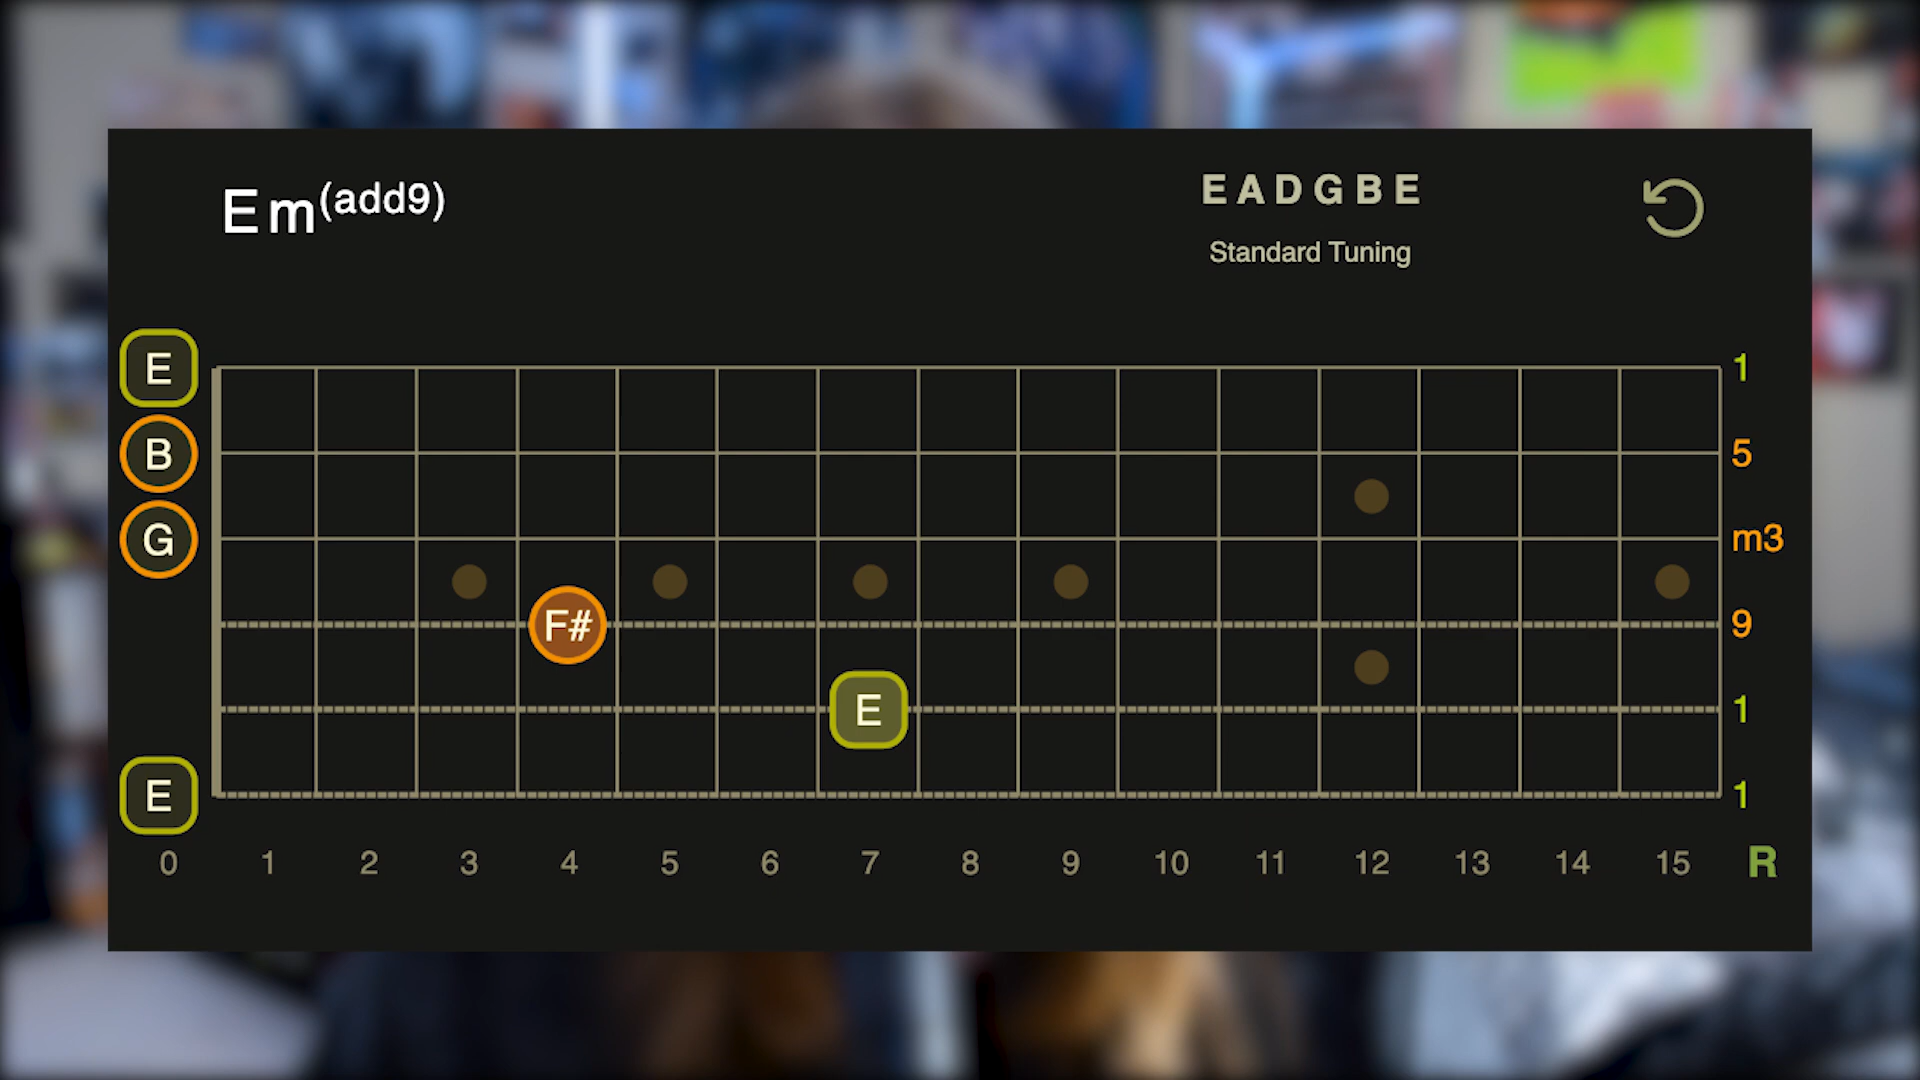 Em(add9)
EADGBE
Standard Tuning
E 1
B 5
G m3
F# 9
E 1
E 1
0 1 2 3 4 5 6 7 8 9 10 11 12 13 14 15 R